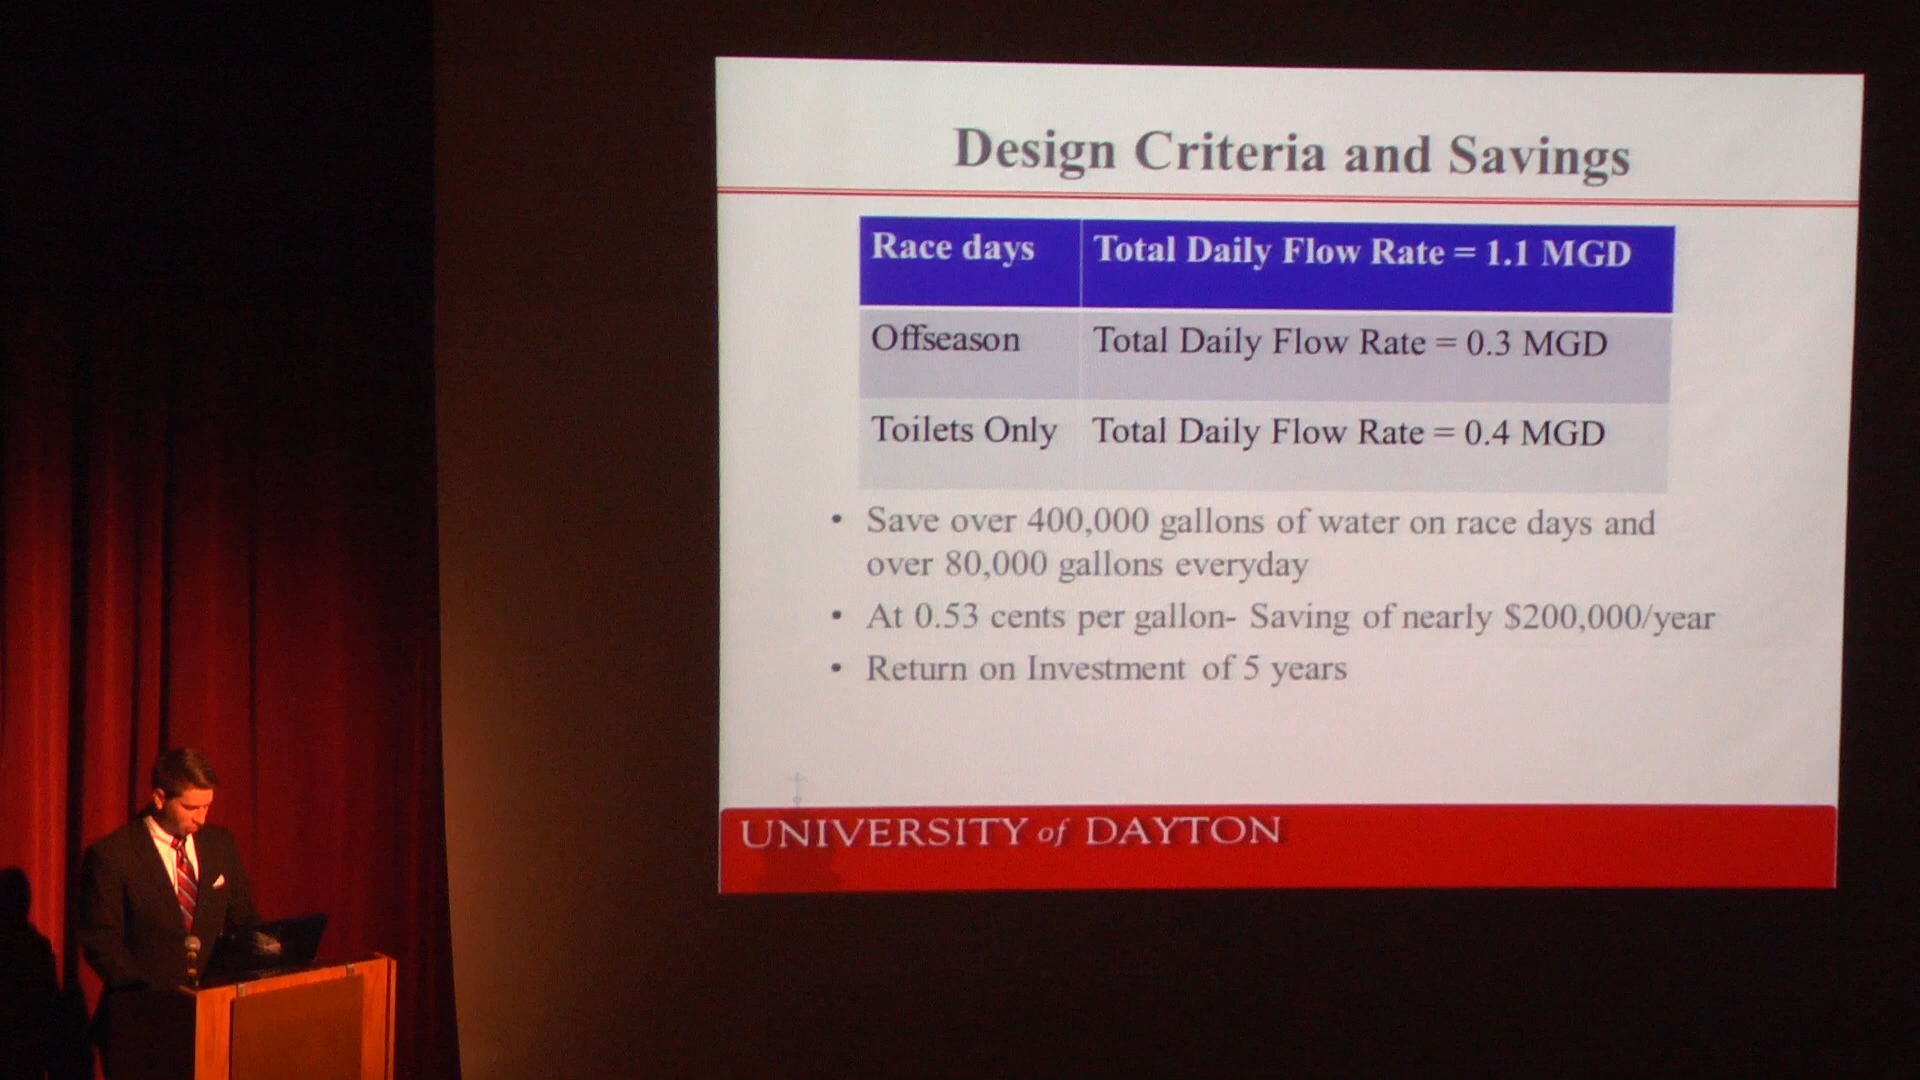 Design Criteria and Savings
Race days Total Daily Flow Rate = 1.1 MGD
Offseason Total Daily Flow Rate = 0.3 MGD
Toilets Only Total Daily Flow Rate = 0.4 MGD
• Save over 400,000 gallons of water on race days and
over 80,000 gallons everyday
• At 0.53 cents per gallon- Saving of nearly $200,000/year
• Return on Investment of 5 years
UNIVERSITY of DAYTON